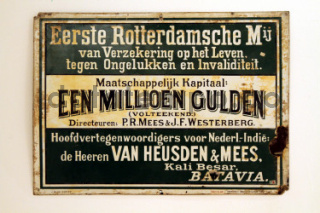 Eerste Rotterdamsche Mij
van Verzekering op het Leven,
tegen Ongelukken en Invaliditeit.
Maatschappelijk Kapitaal:
EEN MILLIOEN GULDEN
(VOLTEEKEND)
Directeuren: P.R. MEES & J.F. WESTERBERG.
Hoofdvertegenwoordigers voor Nederl-Indië:
de Heeren VAN HEUSDEN & MEES.
Kali Besar,
BATAVIA.